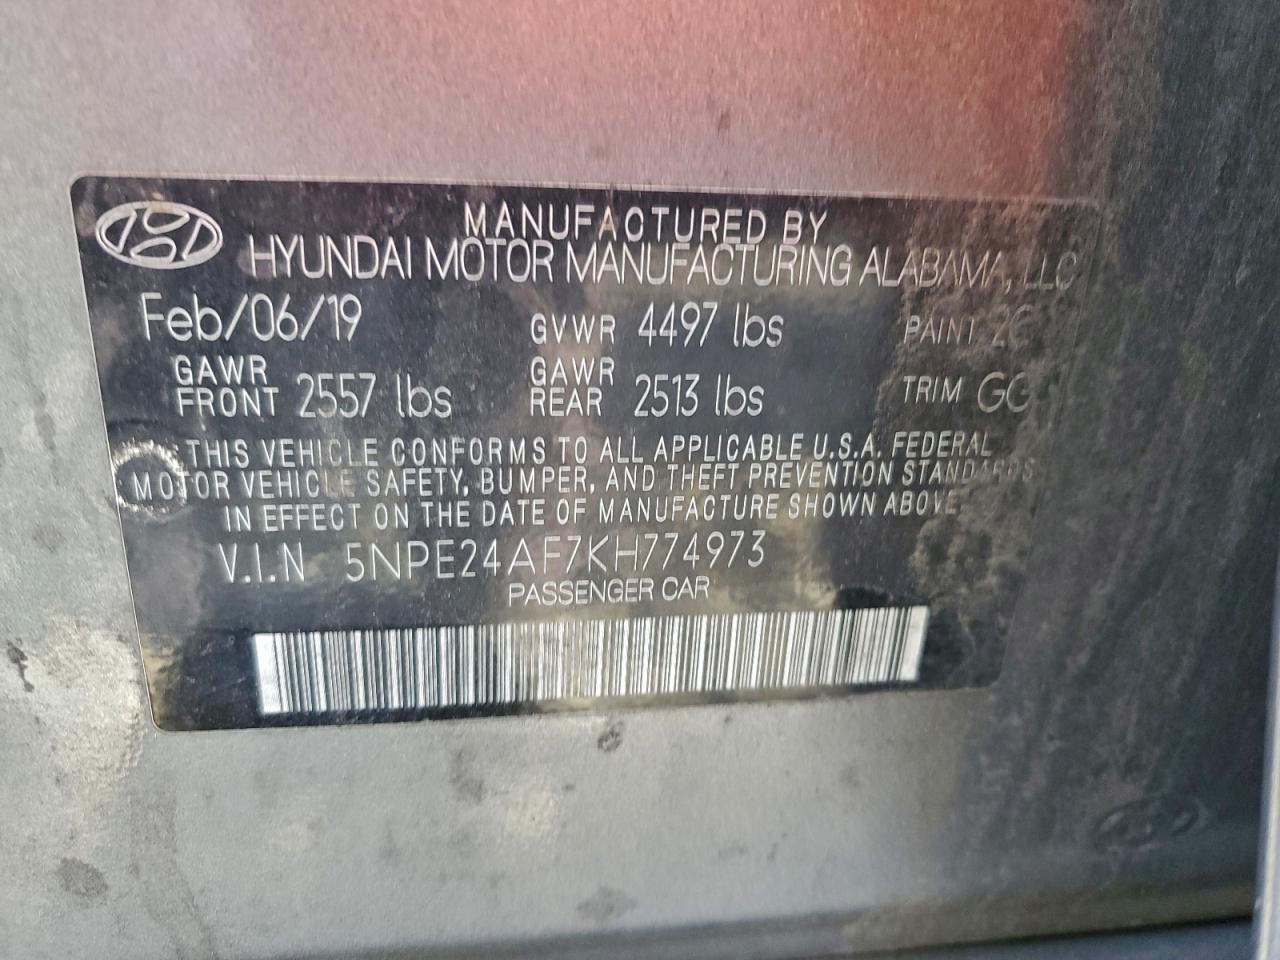 MANUFACTURED BY
HYUNDAI MOTOR MANUFACTURING ALABAMA, LLC
Feb/06/19 GVWR 4497 lbs PAINT
GAWR FRONT 2557 lbs GAWR REAR 2513 lbs TRIM
THIS VEHICLE CONFORMS TO ALL APPLICABLE U.S.A. FEDERAL
MOTOR VEHICLE SAFETY, BUMPER, AND THEFT PREVENTION STANDARDS
IN EFFECT ON THE DATE OF MANUFACTURE SHOWN ABOVE
V.I.N 5NPE24AF7KH774973
PASSENGER CAR